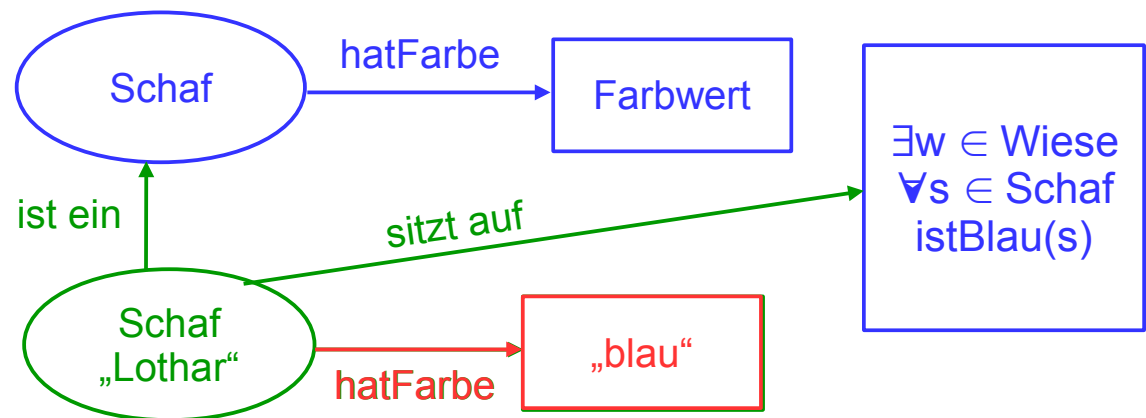 hatFarbe
Schaf
Farbwert
∃w ∈ Wiese
∀s ∈ Schaf
istBlau(s)
ist ein
sitzt auf
Schaf
„Lothar“
„blau“
hatFarbe